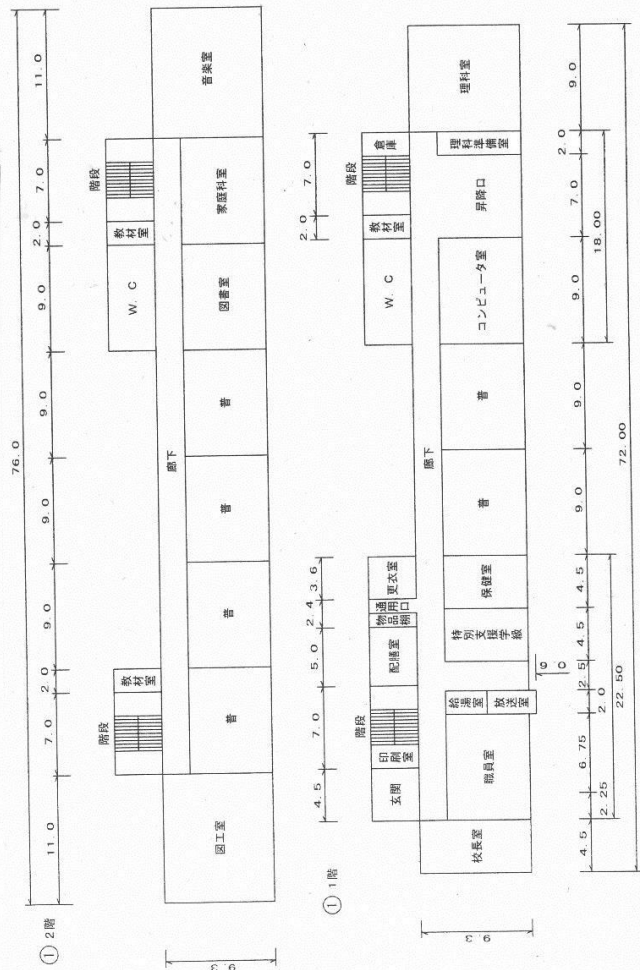 ① 2階
76.0
11.0
7.0
2.0
9.0
9.0
9.0
9.0
2.0
7.0
11.0
階段
教材室
W.C
教材室
階段
廊下
図工室
普
普
普
普
図書室
家庭科室
音楽室
9.3
① 1階
4.5
7.0
5.0
2.4
3.6
2.0
7.0
階段
階段
玄関
印刷室
配膳室
物品棚
通用口
更衣室
W.C
教材室
倉庫
廊下
校長室
職員室
給湯室
放送室
特別支援学級
保健室
普
普
コンピュータ室
昇降口
理科準備室
理科室
9.3
4.5
2.25
6.75
2.0
2.5
4.5
4.5
9.0
9.0
9.0
7.0
2.0
9.0
22.50
18.00
72.00